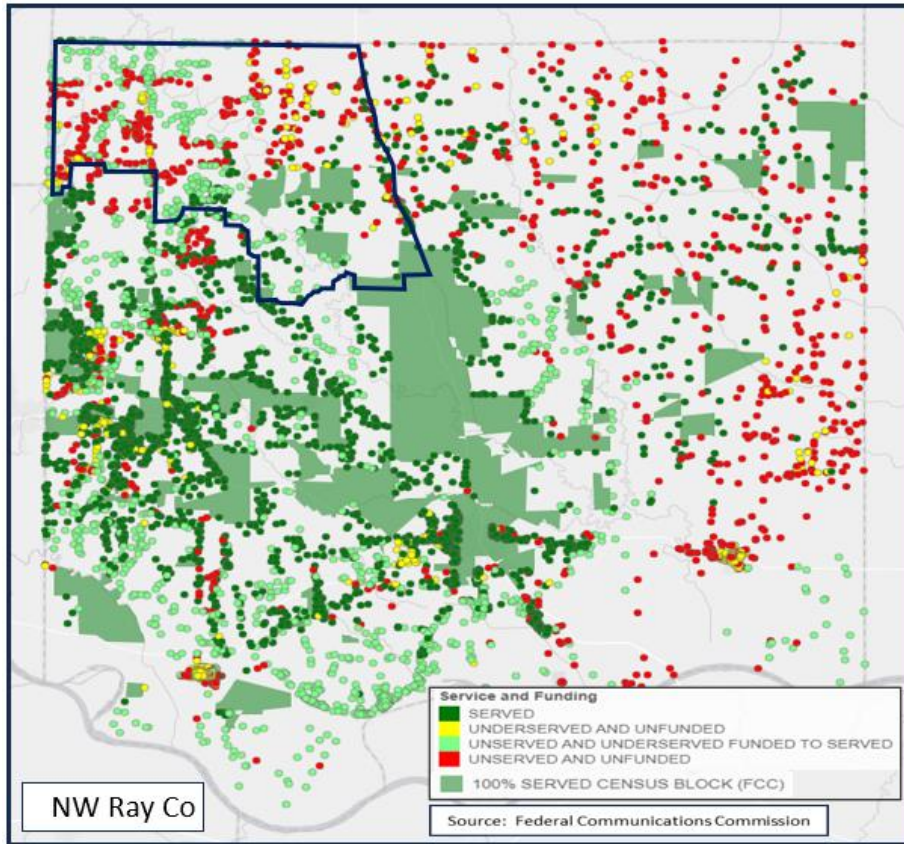 Service and Funding
SERVED
UNDERSERVED AND UNFUNDED
UNSERVED AND UNDERSERVED FUNDED TO SERVED
UNSERVED AND UNFUNDED
100% SERVED CENSUS BLOCK (FCC)
NW Ray Co
Source: Federal Communications Commission